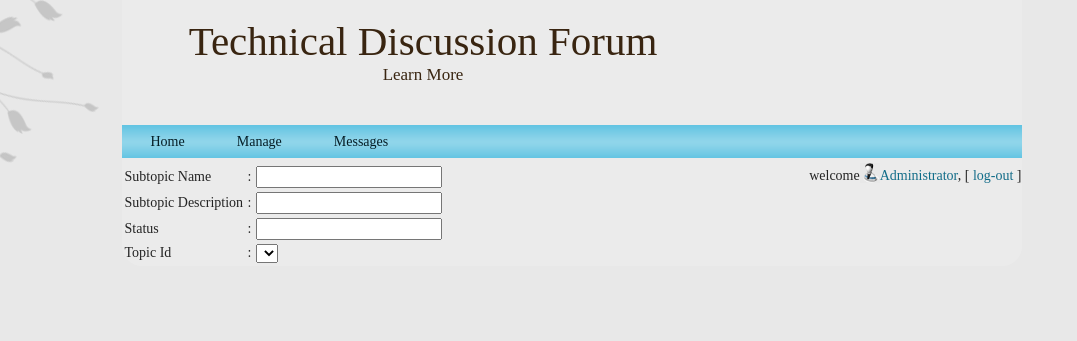 Technical Discussion Forum
Learn More
Home Manage Messages
Subtopic Name :
welcome Administrator, [ log-out ]
Subtopic Description :
Status :
Topic Id :